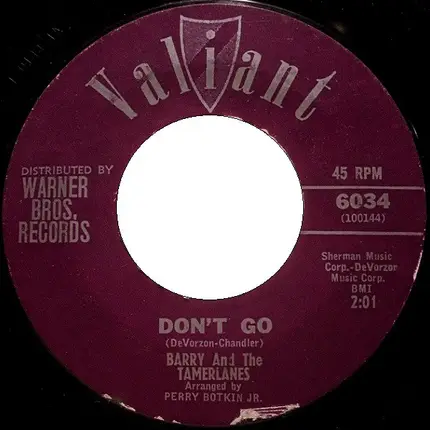 Valiant
DISTRIBUTED BY
WARNER
BROS.
RECORDS
45 RPM
6034
(100144)
Sherman Music
Corp.-DeVorzon
Music Corp.
BMI
2:01
DON'T GO
(DeVorzon-Chandler)
BARRY And The
TAMERLANES
Arranged by
PERRY BOTKIN JR.